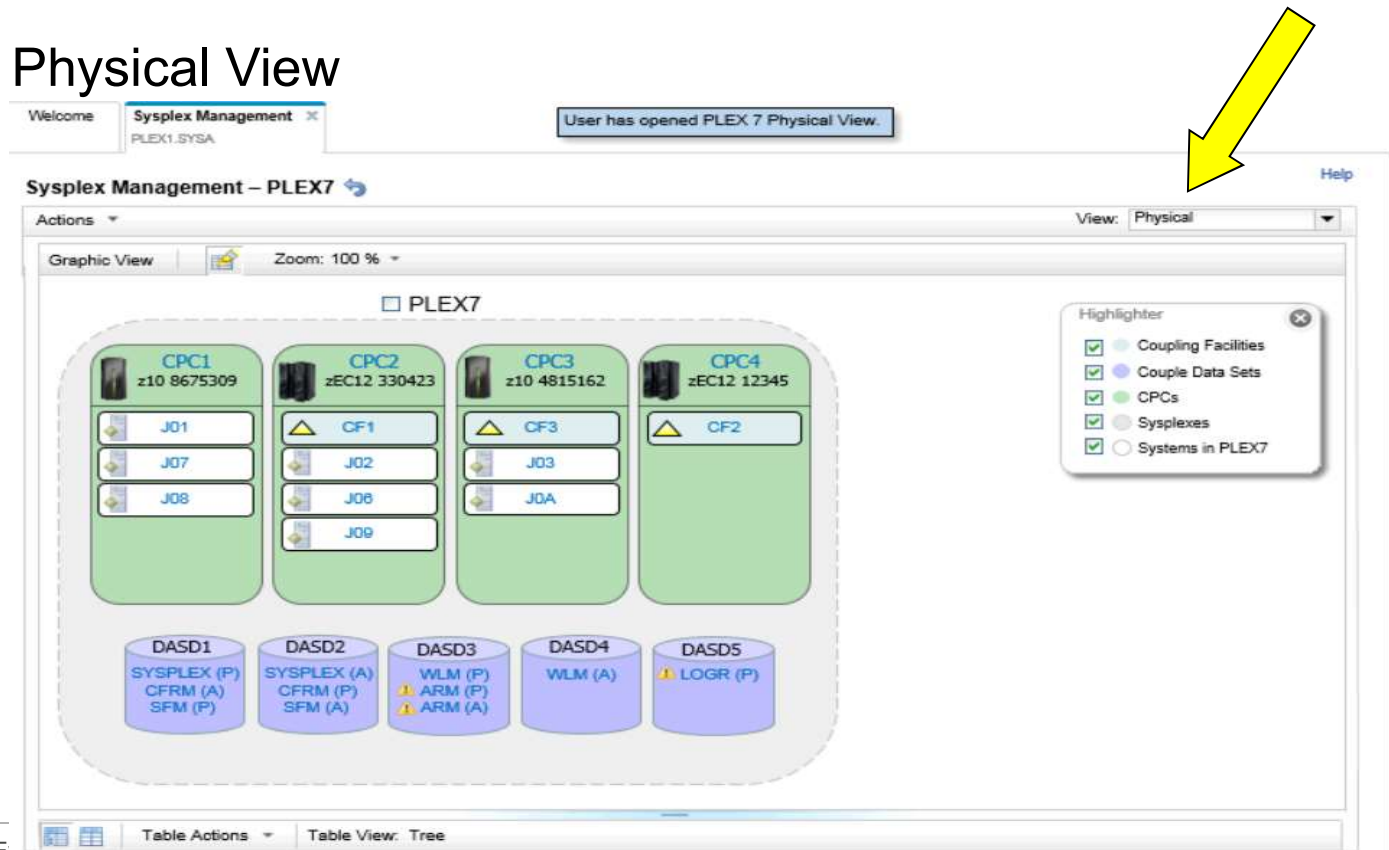 Physical View
Welcome
Sysplex Management
PLEX1.SYSA
User has opened PLEX 7 Physical View.
Help
Sysplex Management – PLEX7
Actions
View: Physical
Graphic View
Zoom: 100 %
PLEX7
CPC1
z10 8675309
J01
J07
J08
CPC2
zEC12 330423
CF1
J02
J06
J09
CPC3
z10 4815162
CF3
J03
J0A
CPC4
zEC12 12345
CF2
Highlighter
Coupling Facilities
Couple Data Sets
CPCs
Sysplexes
Systems in PLEX7
DASD1
SYSPLEX (P)
CFRM (A)
SFM (P)
DASD2
SYSPLEX (A)
CFRM (P)
SFM (A)
DASD3
WLM (P)
ARM (P)
ARM (A)
DASD4
WLM (A)
DASD5
LOGR (P)
Table Actions
Table View: Tree